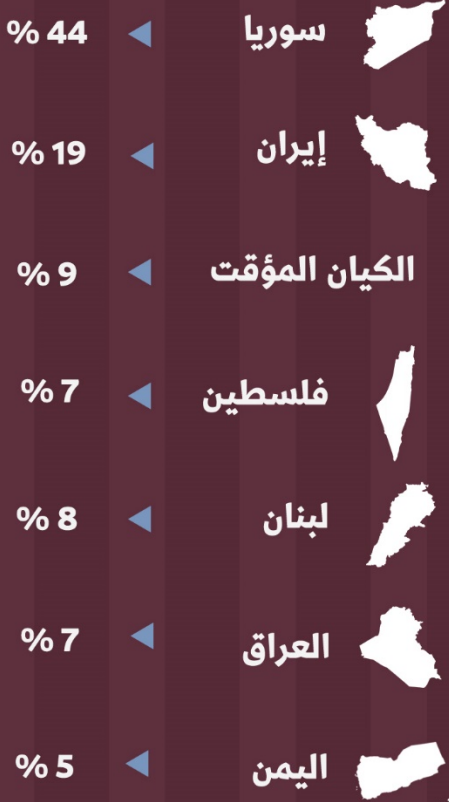 سوريا 44 %
إيران 19 %
الكيان المؤقت 9 %
فلسطين 7 %
لبنان 8 %
العراق 7 %
اليمن 5 %